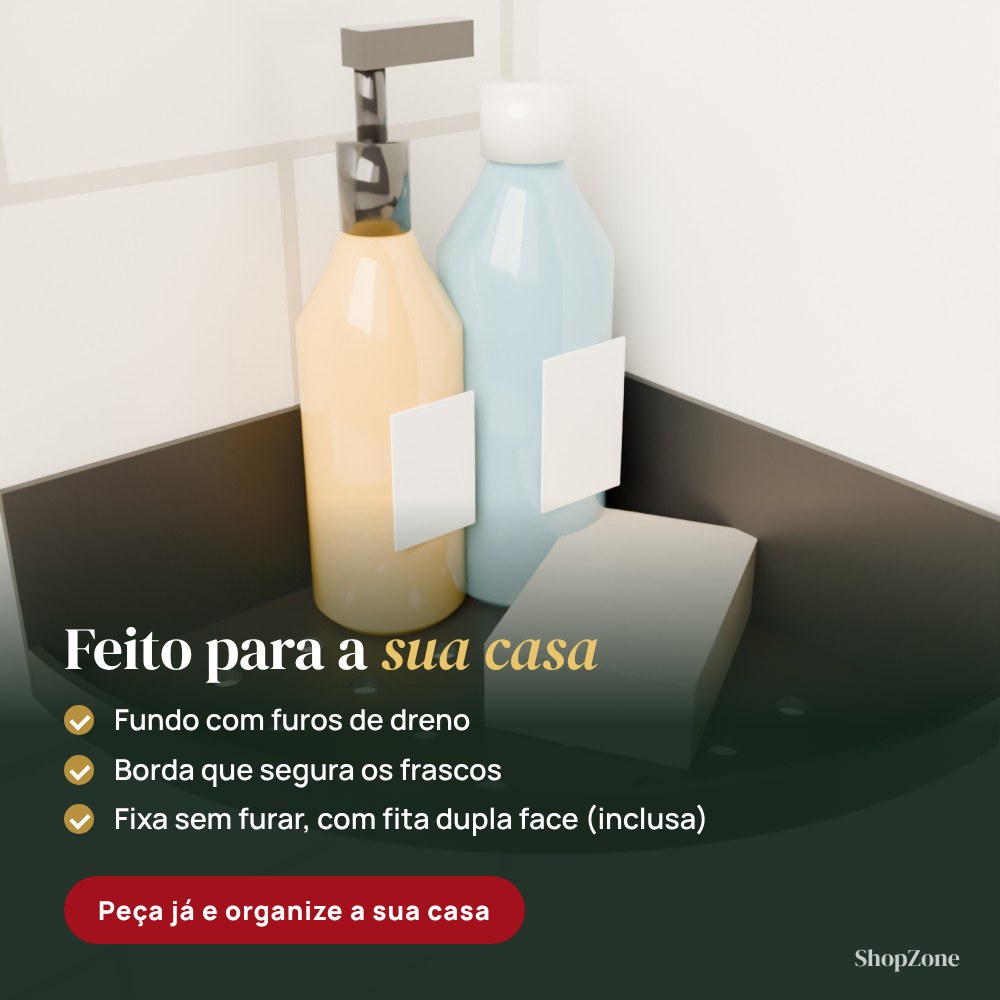 Feito para a sua casa
Fundo com furos de dreno
Borda que segura os frascos
Fixa sem furar, com fita dupla face (inclusa)
Peça já e organize a sua casa
ShopZone